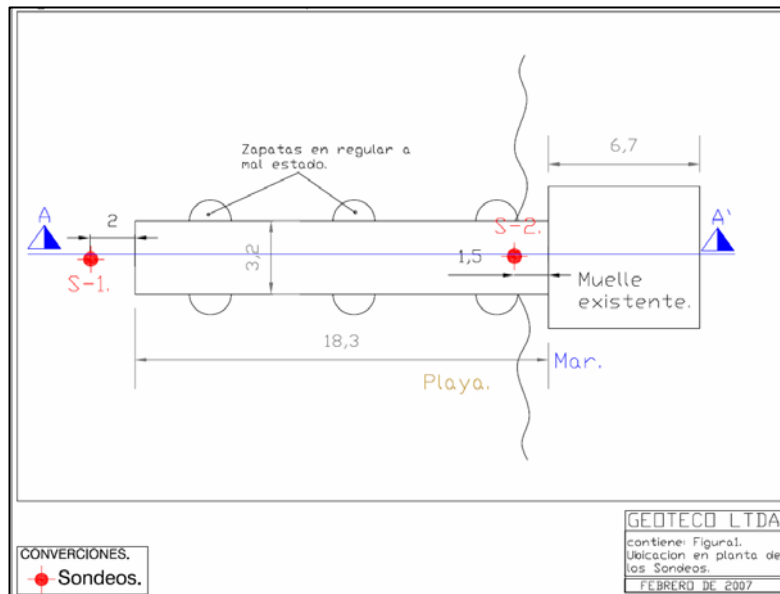 Zapatas en regular a
mal estado.
6,7
A
2
A'
S-2.
3,2
1,5
S-1.
Muelle
existente.
18,3
Mar.
Playa.
GEOTECO LTDA
contiene: Figura1.
Ubicacion en planta de
los Sondeos.
FEBRERO DE 2007
CONVERCIONES.
Sondeos.